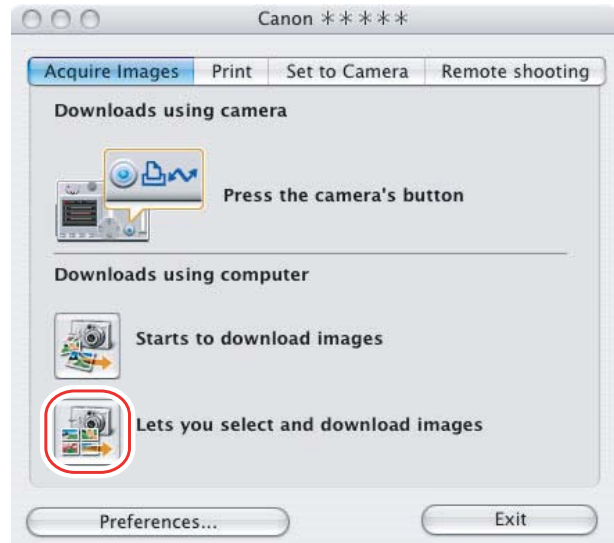 Canon ＊＊＊＊＊
Acquire Images Print Set to Camera Remote shooting
Downloads using camera
Press the camera's button
Downloads using computer
Starts to download images
Lets you select and download images
Preferences... Exit